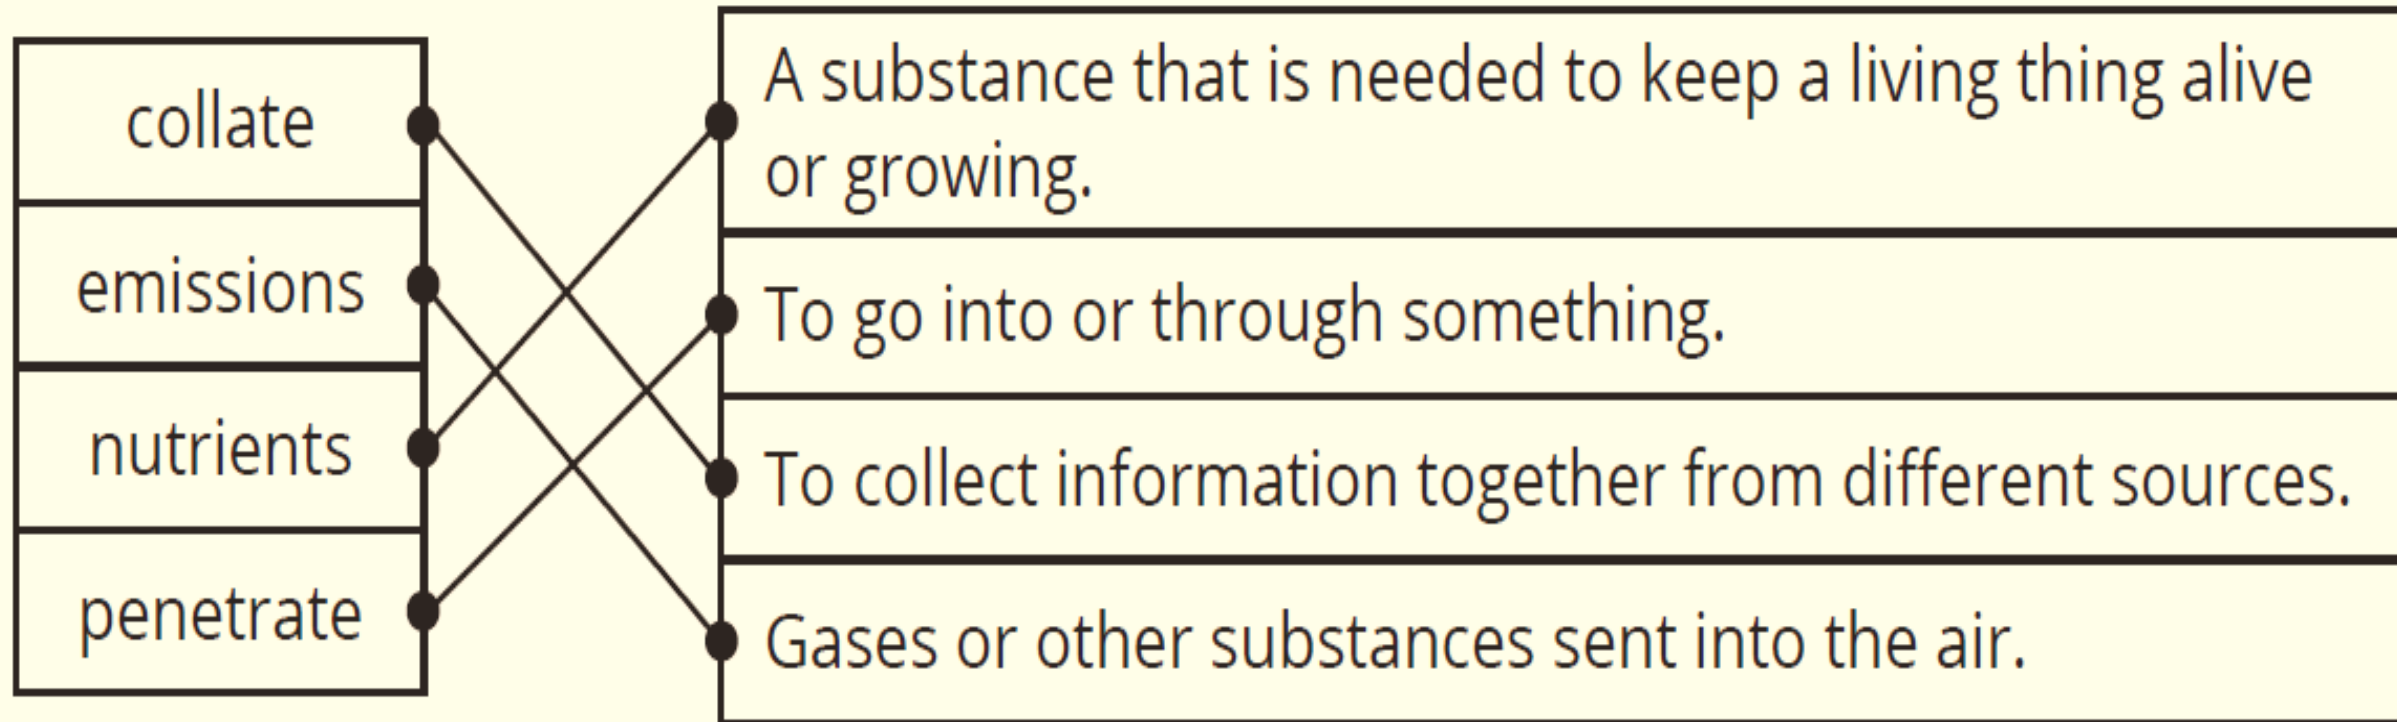 collate
emissions
nutrients
penetrate
A substance that is needed to keep a living thing alive
or growing.
To go into or through something.
To collect information together from different sources.
Gases or other substances sent into the air.